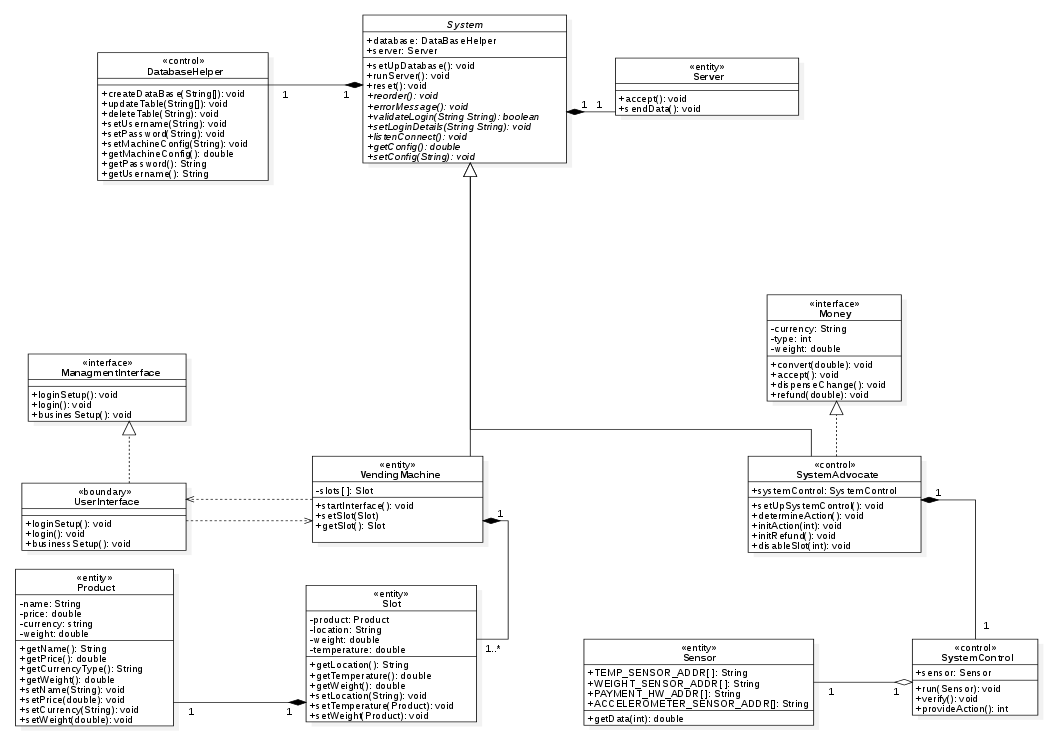 System
+database: DataBaseHelper
+server: Server
+setUpDatabase(): void
+runServer(): void
+reset(): void
+reorder(): void
+errorMessage(): void
+validateLogin(String String): boolean
+setLoginDetails(String String): void
+listenConnect(): void
+getConfig(): double
+setConfig(String): void
«control»
DatabaseHelper
+createDataBase(String[]): void
+updateTable(String[]): void
+deleteTable(String): void
+setUsername(String): void
+setPassword(String): void
+setMachineConfig(String): void
+getMachineConfig(): double
+getPassword(): String
+getUsername(): String
1
1
«entity»
Server
+accept(): void
+sendData(): void
1
1
«interface»
Money
-currency: String
-type: int
-weight: double
+convert(double): void
+accept(): void
+dispenseChange(): void
+refund(double): void
«interface»
ManagmentInterface
+loginSetup(): void
+login(): void
+businesSetup(): void
«boundary»
UserInterface
+loginSetup(): void
+login(): void
+businessSetup(): void
«entity»
VendingMachine
-slots[]: Slot
+startInterface(): void
+setSlot(Slot)
+getSlot(): Slot
1
1..*
«control»
SystemAdvocate
+systemControl: SystemControl
+setUpSystemControl(): void
+determineAction(): void
+initAction(int): void
+initRefund(): void
+disableSlot(int): void
1
1
«entity»
Product
-name: String
-price: double
-currency: string
-weight: double
+getName(): String
+getPrice(): double
+getCurrencyType(): String
+getWeight(): double
+setName(String): void
+setPrice(double): void
+setCurrency(String): void
+setWeight(double): void
1
1
«entity»
Slot
-product: Product
-location: String
-weight: double
-temperature: double
+getLocation(): String
+getTemperature(): double
+getWeight(): double
+setLocation(String): void
+setTemperature(Product): void
+setWeight(Product): void
«entity»
Sensor
+TEMP_SENSOR_ADDR[]: String
+WEIGHT_SENSOR_ADDR[]: String
+PAYMENT_HW_ADDR[]: String
+ACCELEROMETER_SENSOR_ADDR[]: String
+getData(int): double
1
1
«control»
SystemControl
+sensor: Sensor
+run(Sensor): void
+verify(): void
+provideAction(): int